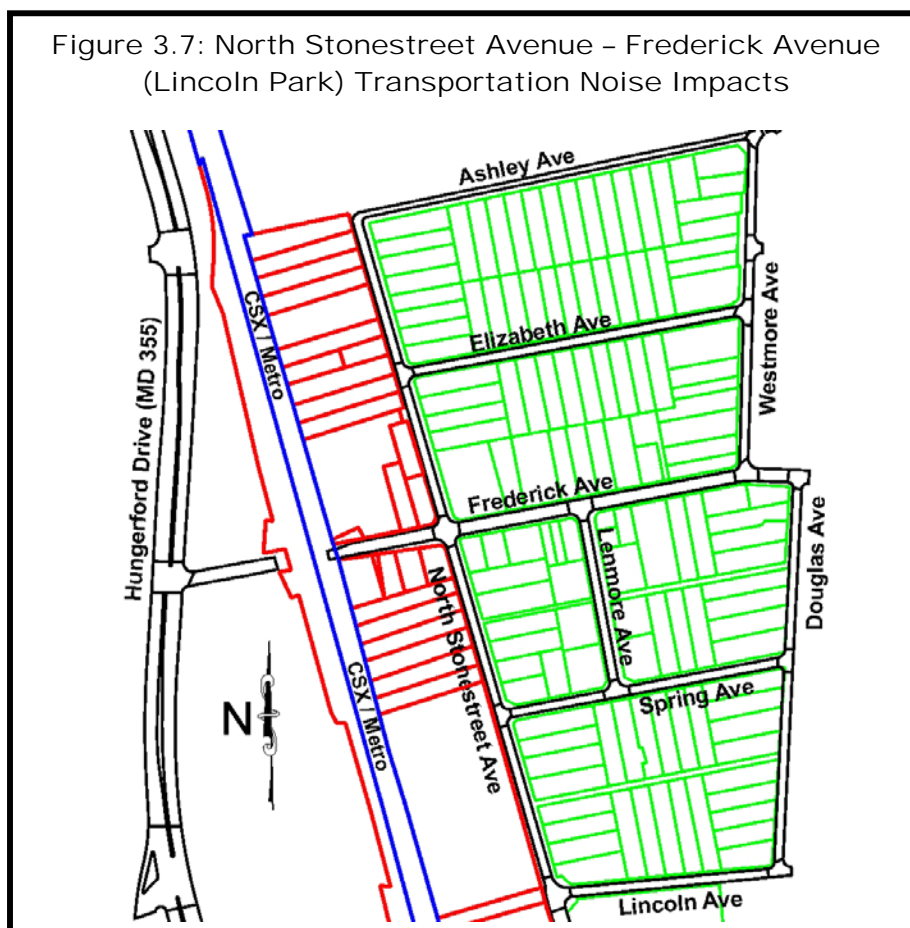 Figure 3.7: North Stonestreet Avenue – Frederick Avenue
(Lincoln Park) Transportation Noise Impacts
Ashley Ave
CSX / Metro
Elizabeth Ave
Westmore Ave
Hungerford Drive (MD 355)
Frederick Ave
Lenmore Ave
Douglas Ave
North Stonestreet Ave
CSX / Metro
Spring Ave
N
Lincoln Ave